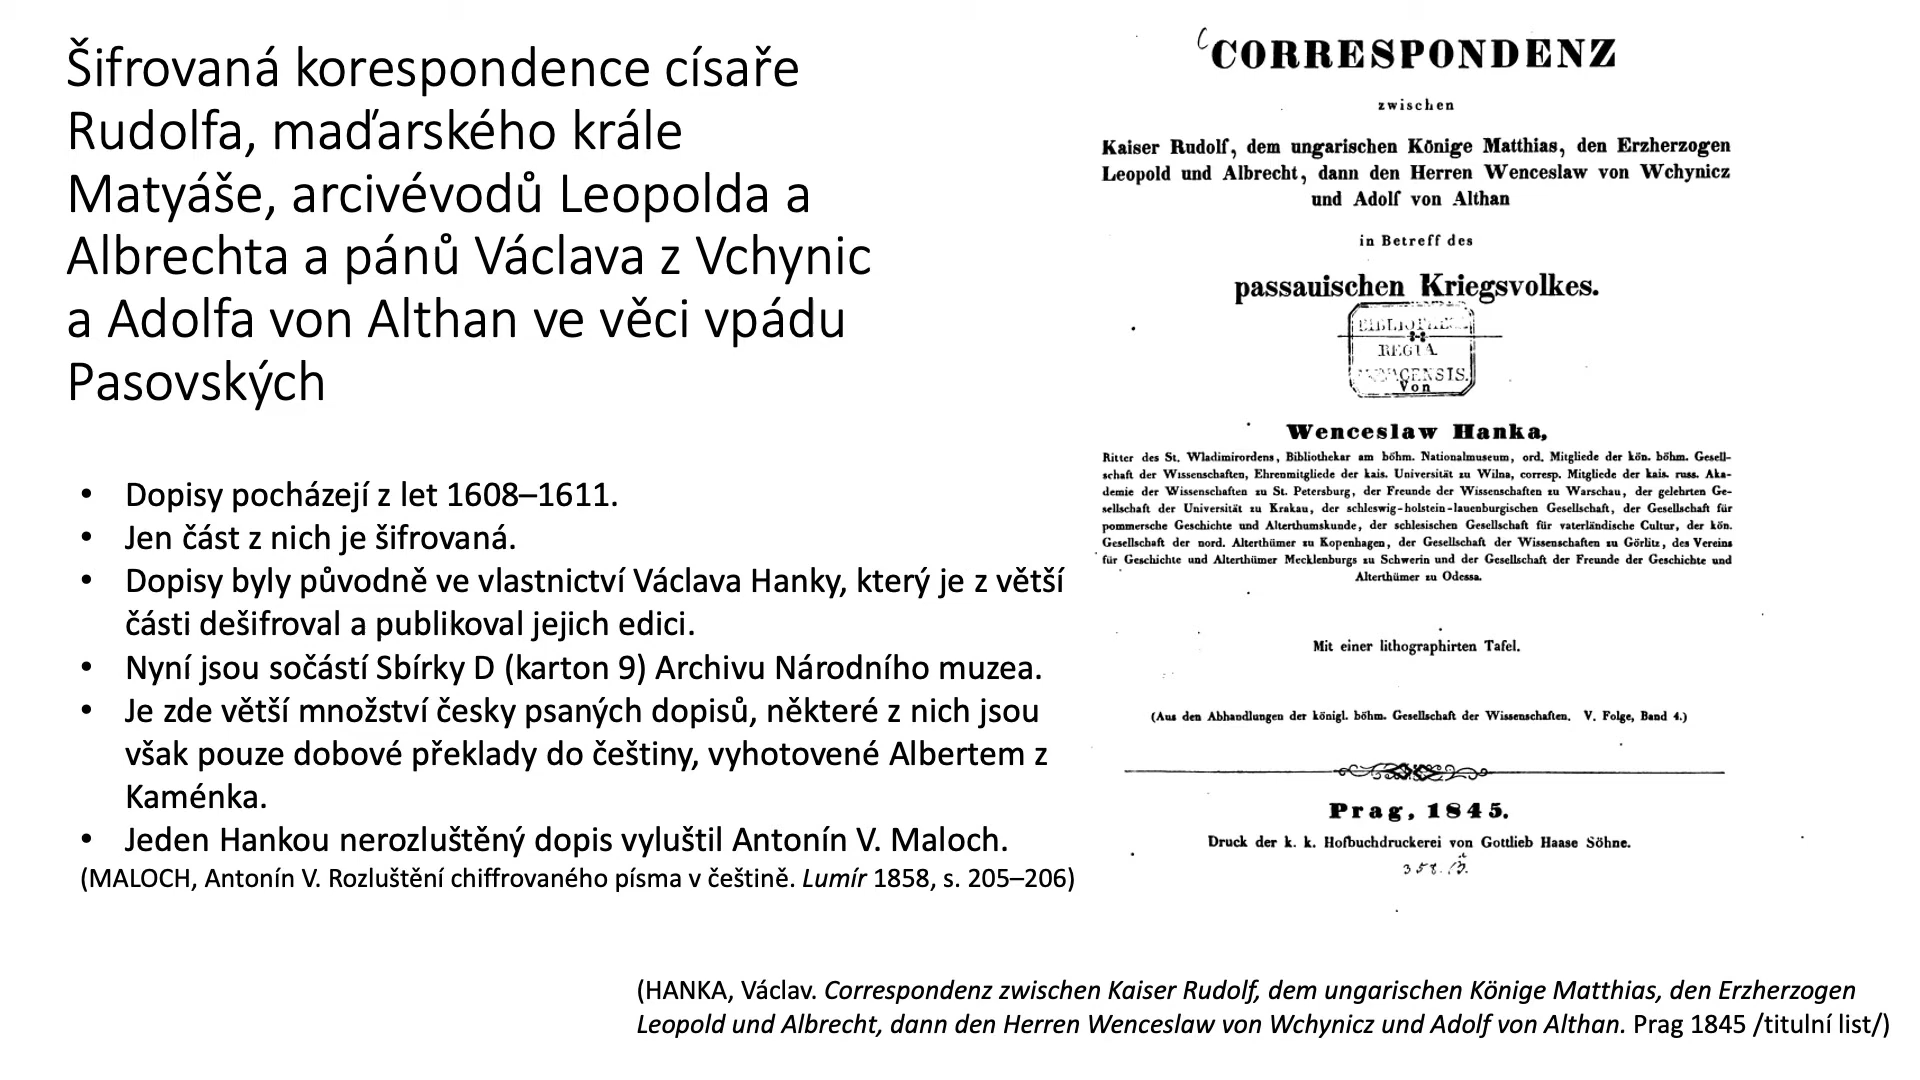 Šifrovaná korespondence císaře
Rudolfa, maďarského krále
Matyáše, arcivévodů Leopolda a
Albrechta a pánů Václava z Vchynic
a Adolfa von Althan ve věci vpádu
Pasovských
• Dopisy pocházejí z let 1608–1611.
• Jen část z nich je šifrovaná.
• Dopisy byly původně ve vlastnictví Václava Hanky, který je z větší
části dešifroval a publikoval jejich edici.
• Nyní jsou sočástí Sbírky D (karton 9) Archivu Národního muzea.
• Je zde větší množství česky psaných dopisů, některé z nich jsou
však pouze dobové překlady do češtiny, vyhotovené Albertem z
Kaménka.
• Jeden Hankou nerozluštěný dopis vyluštil Antonín V. Maloch.
(MALOCH, Antonín V. Rozluštění chiffrovaného písma v češtině. Lumír 1858, s. 205–206)
CORRESPONDENZ
zwischen
Kaiser Rudolf, dem ungarischen Könige Matthias, den Erzherzogen
Leopold und Albrecht, dann den Herren Wenceslaw von Wchynicz
und Adolf von Althan
in Betreff des
passauischen Kriegsvolkes.
REGIA
Von
Wenceslaw Hanka,
Ritter des St. Wladimirordens, Bibliothekar am böhm. Nationalmuseum, ord. Mitgliede der kön. böhm. Gesell-
schaft der Wissenschaften, Ehrenmitgliede der kais. Universität zu Wilna, corresp. Mitgliede der kais. russ. Aka-
demie der Wissenschaften zu St. Petersburg, der Freunde der Wissenschaften zu Warschau, der gelehrten Ge-
sellschaft der Universität zu Krakau, der schleswig-holstein-lauenburgischen Gesellschaft, der Gesellschaft für
pommersche Geschichte und Alterthumskunde, der schlesischen Gesellschaft für vaterländische Cultur, der kön.
Gesellschaft der nord. Alterthümer zu Kopenhagen, der Gesellschaft der Wissenschaften zu Görlitz, des Vereins
für Geschichte und Alterthümer Mecklenburgs zu Schwerin und der Gesellschaft der Freunde der Geschichte und
Alterthümer zu Odessa.
Mit einer lithographirten Tafel.
(Aus den Abhandlungen der königl. böhm. Gesellschaft der Wissenschaften. V. Folge, Band 4.)
Prag, 1845.
Druck der k. k. Hofbuchdruckerei von Gottlieb Haase Söhne.
(HANKA, Václav. Correspondenz zwischen Kaiser Rudolf, dem ungarischen Könige Matthias, den Erzherzogen
Leopold und Albrecht, dann den Herren Wenceslaw von Wchynicz und Adolf von Althan. Prag 1845 /titulní list/)